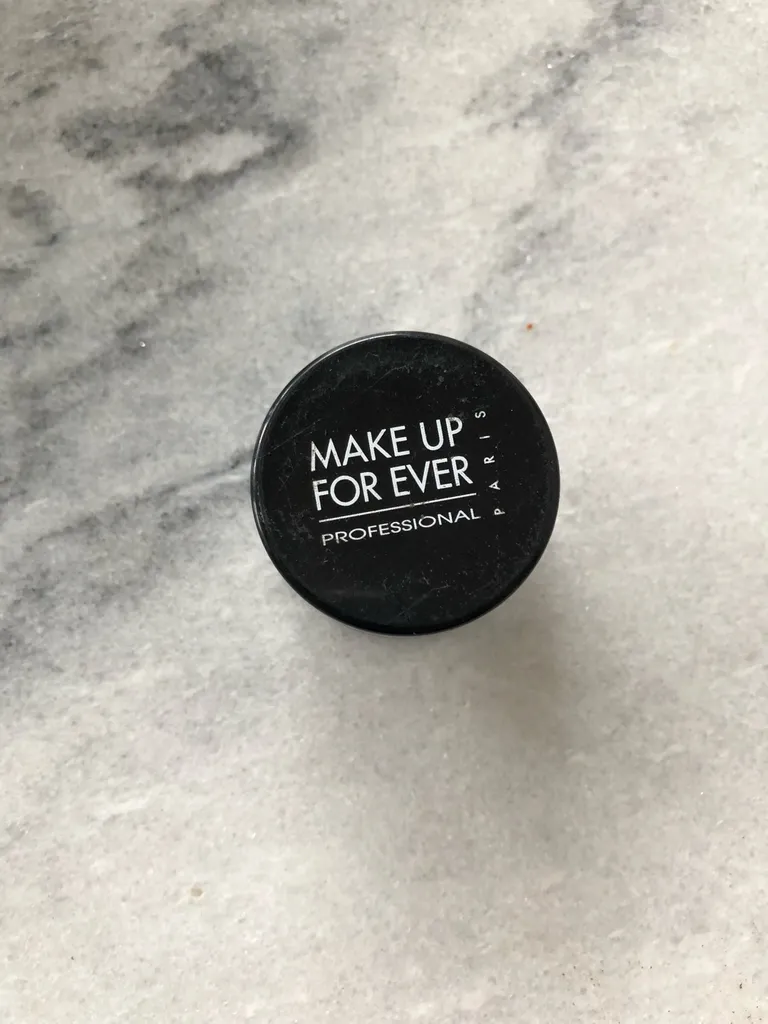 MAKE UP
FOR EVER
PROFESSIONAL
PARIS